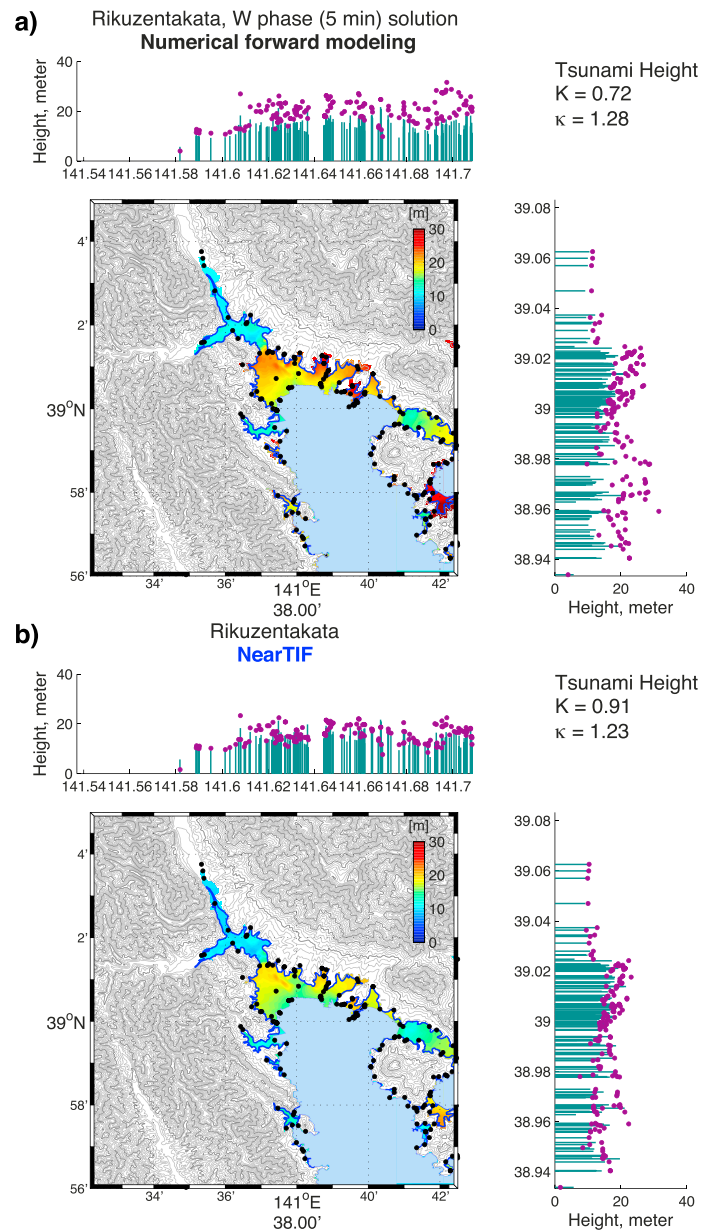 a)
Rikuzentakata, W phase (5 min) solution
Numerical forward modeling
Height, meter
40
20
0
141.54 141.56 141.58 141.6 141.62 141.64 141.66 141.68 141.7
Tsunami Height
K = 0.72
κ = 1.28
[m]
30
20
10
0
4'
2'
39°N
58'
56'
34' 36' 141°E 40' 42'
38.00'
39.08
39.06
39.04
39.02
39
38.98
38.96
38.94
0 20 40
Height, meter
b)
Rikuzentakata
NearTIF
Height, meter
40
20
0
141.54 141.56 141.58 141.6 141.62 141.64 141.66 141.68 141.7
Tsunami Height
K = 0.91
κ = 1.23
[m]
30
20
10
0
4'
2'
39°N
58'
56'
34' 36' 141°E 40' 42'
38.00'
39.08
39.06
39.04
39.02
39
38.98
38.96
38.94
0 20 40
Height, meter